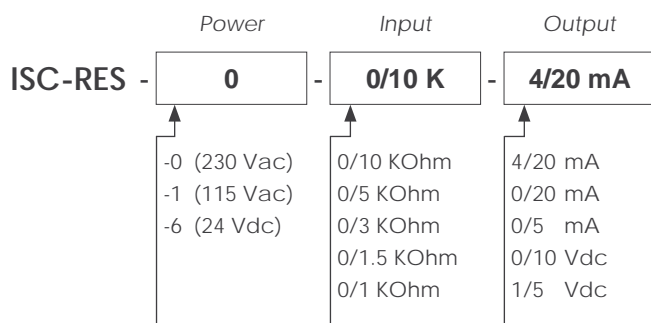 Power Input Output
ISC-RES - 0 - 0/10 K - 4/20 mA
-0 (230 Vac) 0/10 KOhm 4/20 mA
-1 (115 Vac) 0/5 KOhm 0/20 mA
-6 (24 Vdc) 0/3 KOhm 0/5 mA
0/1.5 KOhm 0/10 Vdc
0/1 KOhm 1/5 Vdc